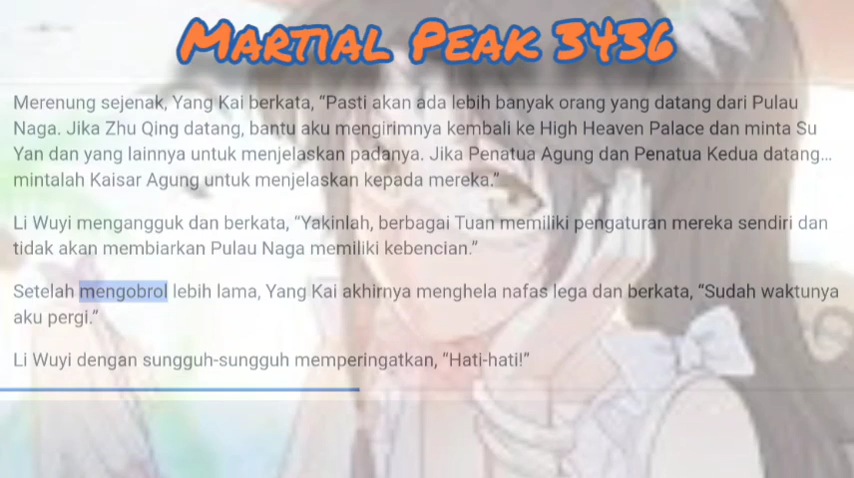 MARTIAL PEAK 3436
Merenung sejenak, Yang Kai berkata, “Pasti akan ada lebih banyak orang yang datang dari Pulau
Naga. Jika Zhu Qing datang, bantu aku mengirimnya kembali ke High Heaven Palace dan minta Su
Yan dan yang lainnya untuk menjelaskan padanya. Jika Penatua Agung dan Penatua Kedua datang...
mintalah Kaisar Agung untuk menjelaskan kepada mereka.”
Li Wuyi mengangguk dan berkata, “Yakinlah, berbagai Tuan memiliki pengaturan mereka sendiri dan
tidak akan membiarkan Pulau Naga memiliki kebencian.”
Setelah mengobrol lebih lama, Yang Kai akhirnya menghela nafas lega dan berkata, “Sudah waktunya
aku pergi.”
Li Wuyi dengan sungguh-sungguh memperingatkan, “Hati-hati!”